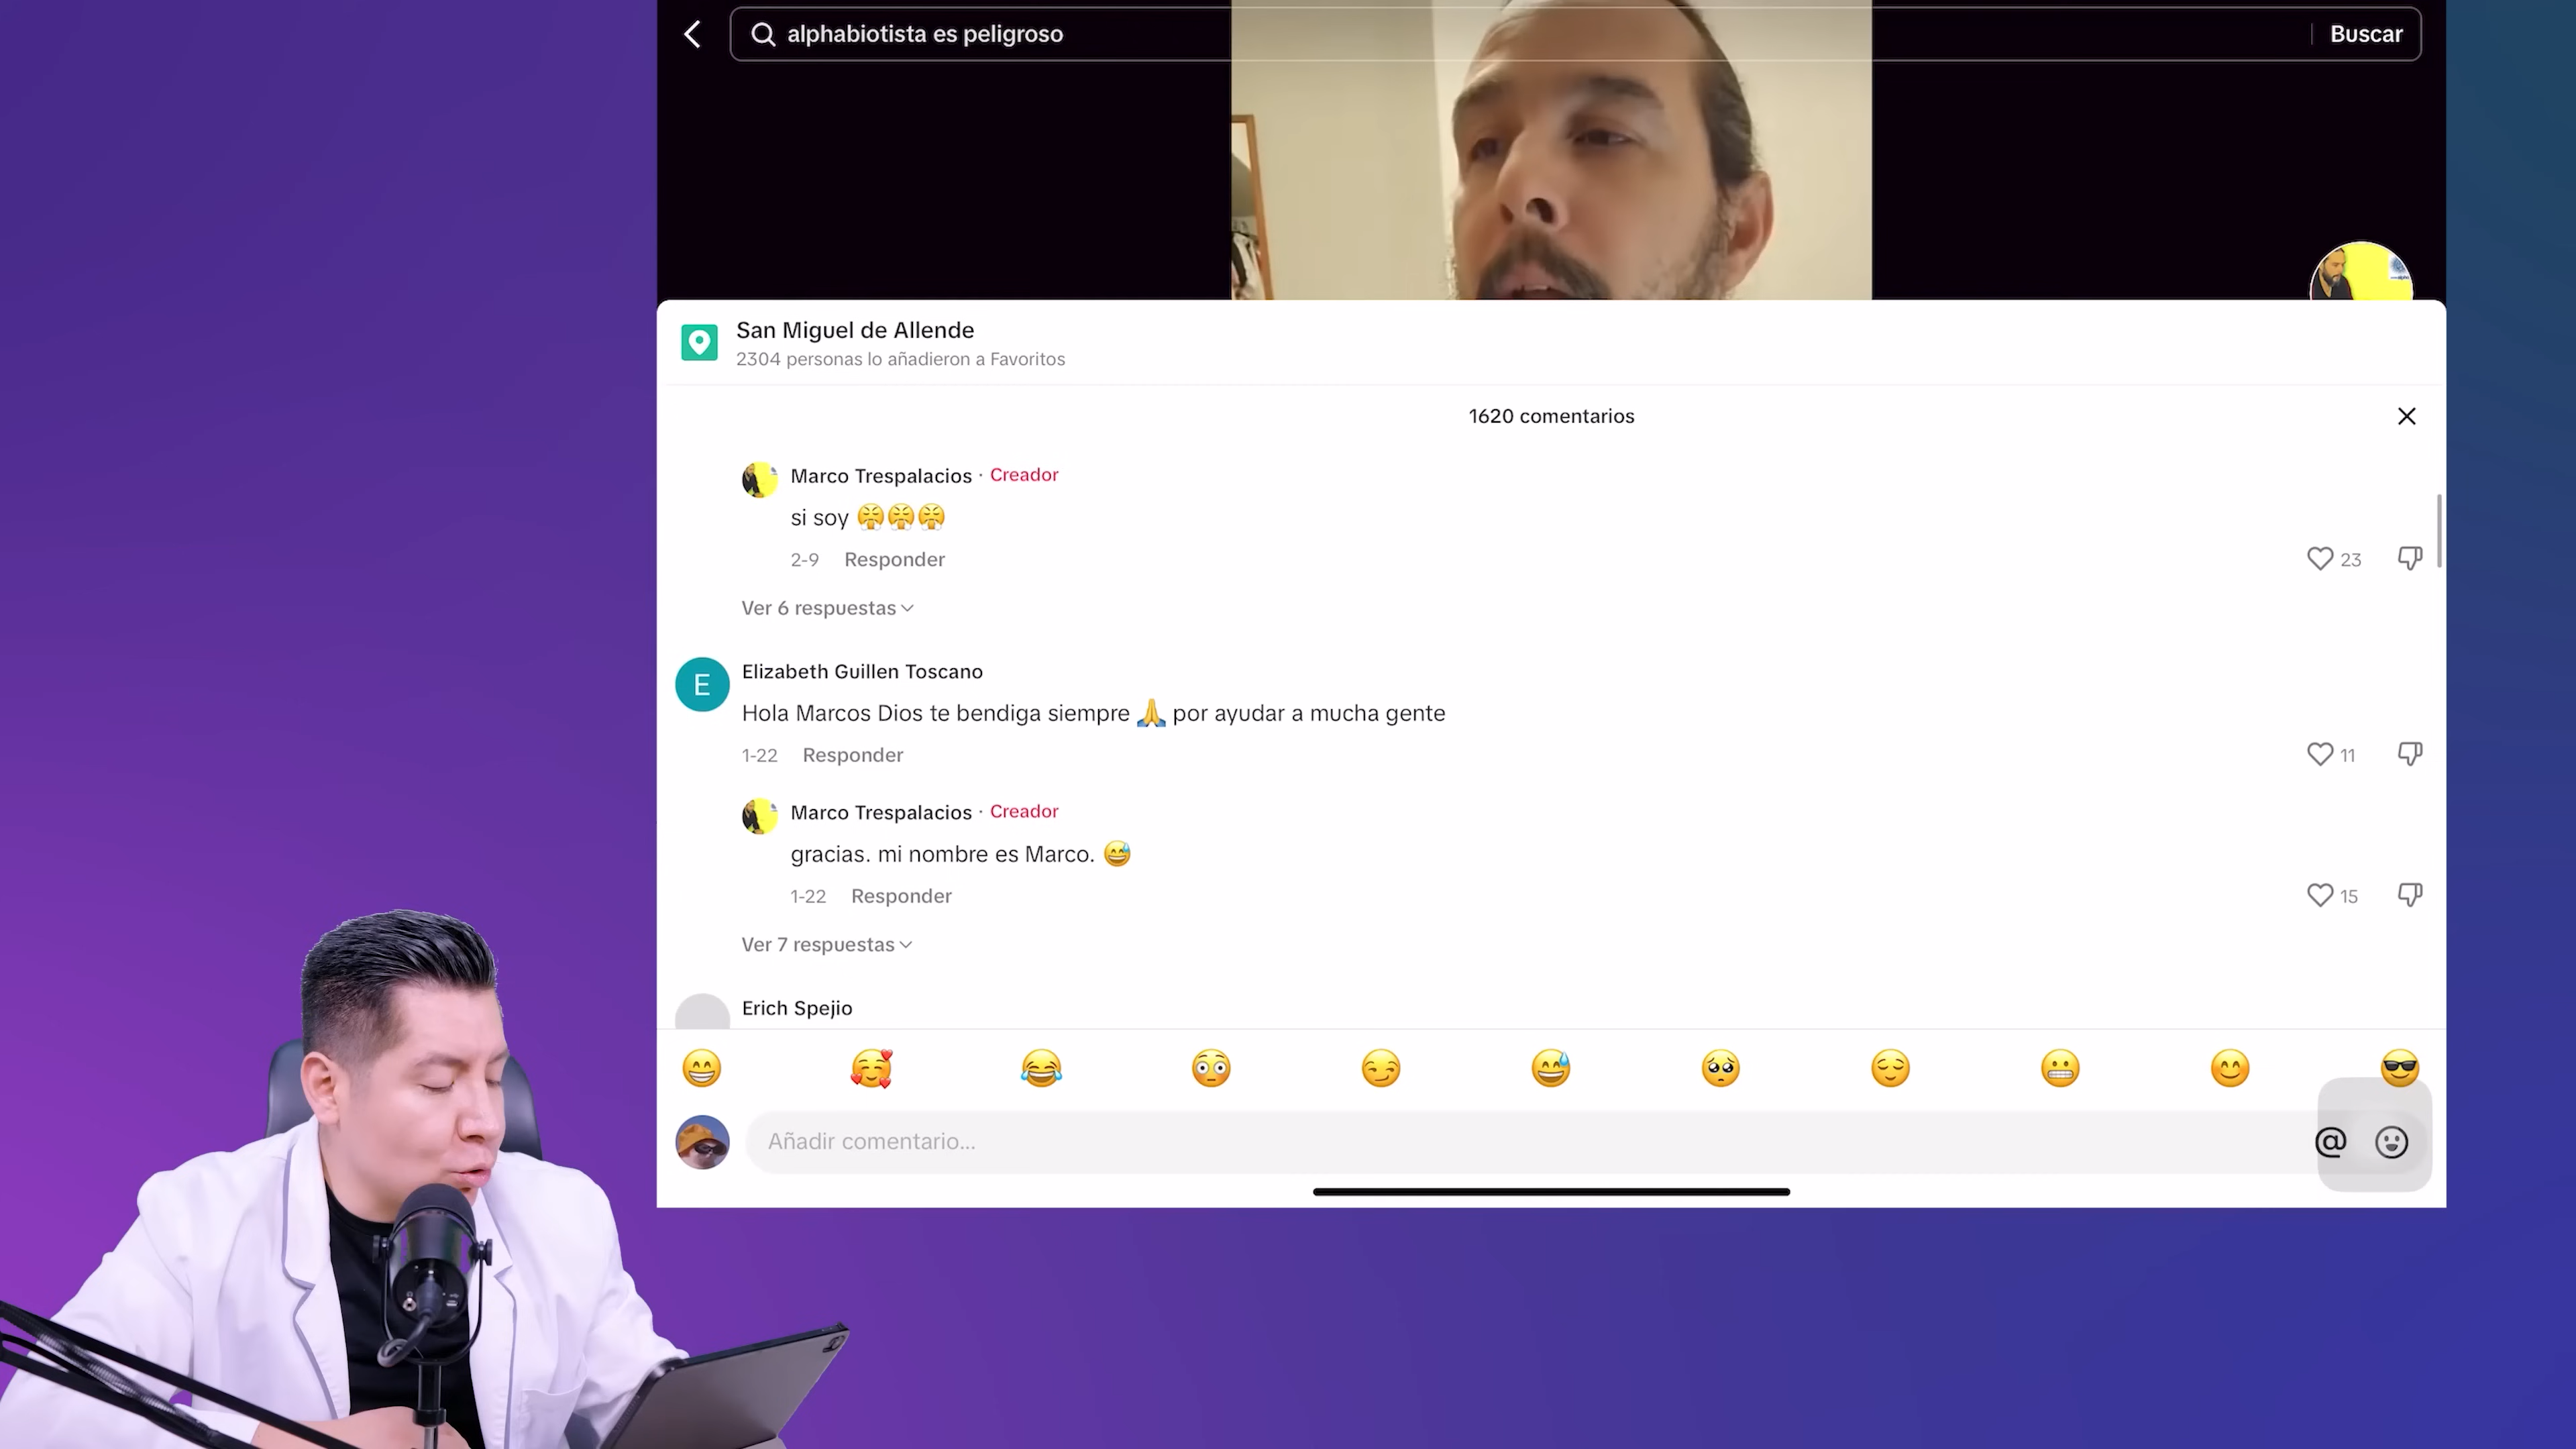 alphabiotista es peligroso
Buscar
San Miguel de Allende
2304 personas lo añadieron a Favoritos
1620 comentarios
Marco Trespalacios · Creador
si soy 😤😤😤
2-9 Responder
23
Ver 6 respuestas
E
Elizabeth Guillen Toscano
Hola Marcos Dios te bendiga siempre 🙏 por ayudar a mucha gente
1-22 Responder
11
Marco Trespalacios · Creador
gracias. mi nombre es Marco. 😅
1-22 Responder
15
Ver 7 respuestas
Erich Spejio
Añadir comentario...
@